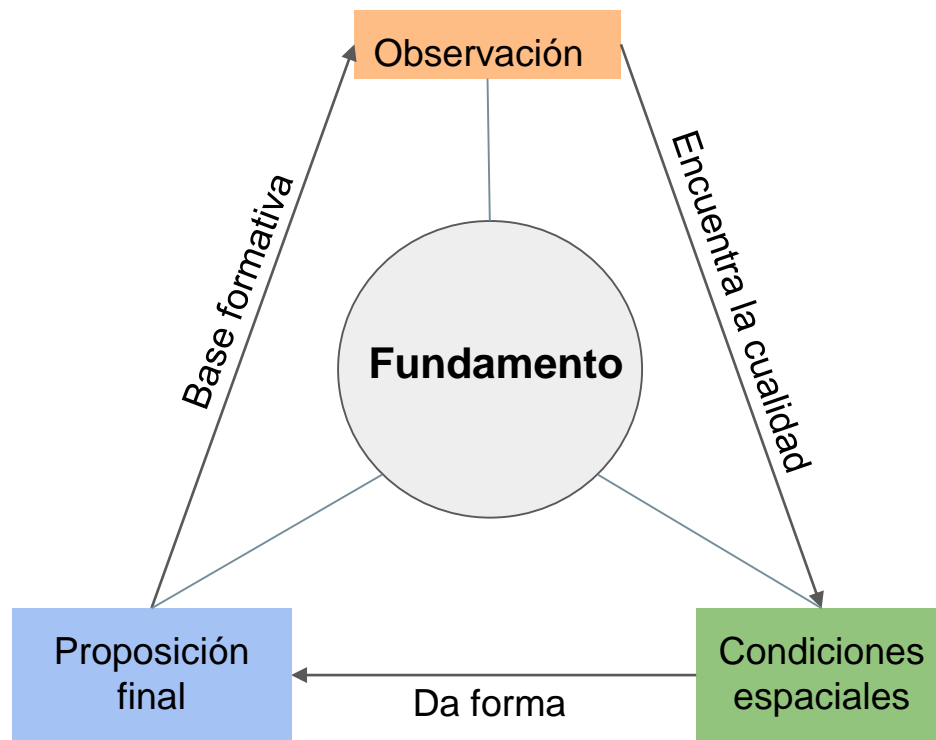 Observación
Base formativa
Encuentra la cualidad
Fundamento
Proposición
final
Da forma
Condiciones
espaciales